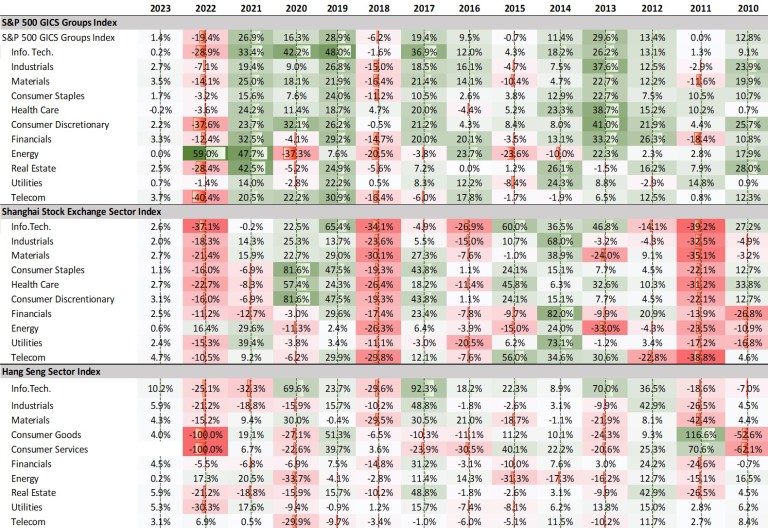 2023 2022 2021 2020 2019 2018 2017 2016 2015 2014 2013 2012 2011 2010
S&P 500 GICS Groups Index
S&P 500 GICS Groups Index 1.4% -19.4% 26.9% 16.3% 28.9% -6.2% 19.4% 9.5% -0.7% 11.4% 29.6% 13.4% 0.0% 12.8%
Info. Tech. 0.2% -28.9% 33.4% 42.2% 48.0% -1.6% 36.9% 12.0% 4.3% 18.2% 26.2% 13.1% 1.3% 9.1%
Industrials 2.7% -7.1% 19.4% 9.0% 26.8% -15.0% 18.5% 16.1% -4.7% 7.5% 37.6% 12.5% -2.9% 23.9%
Materials 3.5% -14.1% 25.0% 18.1% 21.9% -16.4% 21.4% 14.1% -10.4% 4.7% 22.7% 12.2% -11.6% 19.9%
Consumer Staples 1.7% -3.2% 15.6% 7.6% 24.0% -11.2% 10.5% 2.6% 3.8% 12.9% 22.7% 7.5% 10.5% 10.7%
Health Care -0.2% -3.6% 24.2% 11.4% 18.7% 4.7% 20.0% -4.4% 5.2% 23.3% 38.7% 15.2% 10.2% 0.7%
Consumer Discretionary 2.2% -37.6% 23.7% 32.1% 26.2% -0.5% 21.2% 4.3% 8.4% 8.0% 41.0% 21.9% 4.4% 25.7%
Financials 3.3% -12.4% 32.5% -4.1% 29.2% -14.7% 20.0% 20.1% -3.5% 13.1% 33.2% 26.3% -18.4% 10.8%
Energy 0.0% 59.0% 47.7% -37.3% 7.6% -20.5% -3.8% 23.7% -23.6% -10.0% 22.3% 2.3% 2.8% 17.9%
Real Estate 2.5% -28.4% 42.5% -5.2% 24.9% -5.6% 7.2% 0.0% 1.2% 26.1% -1.5% 16.2% 7.9% 28.0%
Utilities 0.7% -1.4% 14.0% -2.8% 22.2% 0.5% 8.3% 12.2% -8.4% 24.3% 8.8% -2.9% 14.8% 0.9%
Telecom 3.7% -40.4% 20.5% 22.2% 30.9% -16.4% -6.0% 17.8% -1.7% -1.9% 6.5% 12.5% 0.8% 12.3%
Shanghai Stock Exchange Sector Index
Info.Tech. 2.6% -37.1% -0.2% 22.5% 65.4% -34.1% -4.9% -26.9% 60.0% 36.5% 46.8% -14.1% -39.2% 27.2%
Industrials 2.0% -18.3% 14.3% 25.3% 13.7% -23.6% 5.5% -15.0% 10.7% 68.0% -3.2% -4.3% -32.5% -4.9%
Materials 2.7% -21.4% 15.9% 22.7% 29.0% -30.1% 27.3% -7.6% -1.0% 38.9% -24.0% 9.1% -35.1% -3.2%
Consumer Staples 1.1% -16.0% -6.9% 81.6% 47.5% -19.3% 43.8% 1.1% 24.1% 15.1% 7.7% 4.5% -22.1% 12.7%
Health Care 2.7% -22.7% -8.3% 57.4% 24.3% -26.4% 18.2% -11.4% 45.8% 6.3% 32.6% 10.3% -31.2% 33.8%
Consumer Discretionary 3.1% -16.0% -6.9% 81.6% 47.5% -19.3% 43.8% 1.1% 24.1% 15.1% 7.7% 4.5% -22.1% 12.7%
Financials 2.5% -11.2% -12.7% -3.0% 29.6% -17.4% 23.4% -7.8% -9.7% 82.0% -9.9% 20.9% -13.9% -26.8%
Energy 0.6% 16.4% 29.6% -11.3% 2.4% -26.3% 6.4% -3.9% -15.0% 24.0% -33.0% -4.3% -23.5% -10.9%
Utilities 2.4% -15.3% 39.4% -3.8% 3.4% -11.1% -3.0% -20.5% 6.2% 73.1% -1.2% 3.4% -17.2% -16.8%
Telecom 4.7% -10.5% 9.2% -6.2% 29.9% -29.8% 12.1% -7.6% 56.0% 34.6% 30.6% -22.8% -38.8% 4.6%
Hang Seng Sector Index
Info.Tech. 10.2% -25.1% -32.3% 69.6% 23.7% -29.6% 92.3% 18.2% 22.3% 8.9% 70.0% 36.5% -18.6% -7.0%
Industrials 5.9% -21.2% -18.8% -15.9% 15.7% -10.2% 48.8% -1.8% -2.6% 3.1% -9.9% 42.9% -26.5% 4.5%
Materials 4.3% -15.2% 9.4% 30.0% -0.4% -29.5% 30.5% 21.0% -18.7% -1.1% -21.9% 8.1% -42.4% 4.4%
Consumer Goods 4.0% -100.0% 19.1% -27.1% 51.3% -6.5% -10.3% -11.1% 11.2% 10.1% -24.3% 9.3% 116.6% -52.6%
Consumer Services -100.0% 6.7% -22.6% 39.7% 3.6% -23.9% -30.5% 40.1% 22.2% -20.6% 25.3% 70.6% -62.1%
Financials 4.5% -5.5% -6.8% -6.9% 7.5% -14.8% 31.2% -3.1% -10.0% 7.6% 3.0% 24.2% -24.6% -0.7%
Energy 0.2% 17.3% 20.5% -33.7% -4.1% -2.8% 11.4% 14.3% -31.3% -17.3% -16.2% 12.7% -15.1% 16.5%
Real Estate 5.9% -21.2% -18.8% -15.9% 15.7% -10.2% 48.8% -1.8% -2.6% 3.1% -9.9% 42.9% -26.5% 4.5%
Utilities 5.3% -30.3% 17.6% -9.4% -0.9% 1.2% 15.7% -7.4% -8.1% 6.2% 13.8% 15.0% 2.8% 6.2%
Telecom 3.1% 6.9% 0.5% -29.9% -9.7% -3.4% -1.0% -6.0% -5.1% 11.5% -10.2% 11.7% 2.7% 8.4%